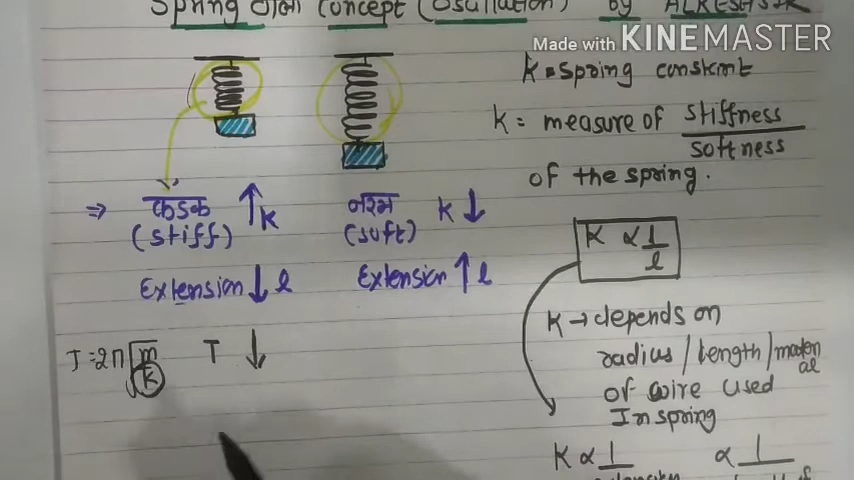 Spring वाला Concept (Oscillation) by
Made with KINEMASTER
K = spring constant
K = measure of stiffness
softness
of the spring.
⇒ कडक ↑ K नरम K ↓
(stiff) (soft)
Extension ↓ l Extension ↑ l
K ∝ 1/l
K → depends on
radius / length / material
of wire used
In spring
T = 2π √m/k T ↓
K ∝ 1 ∝ 1